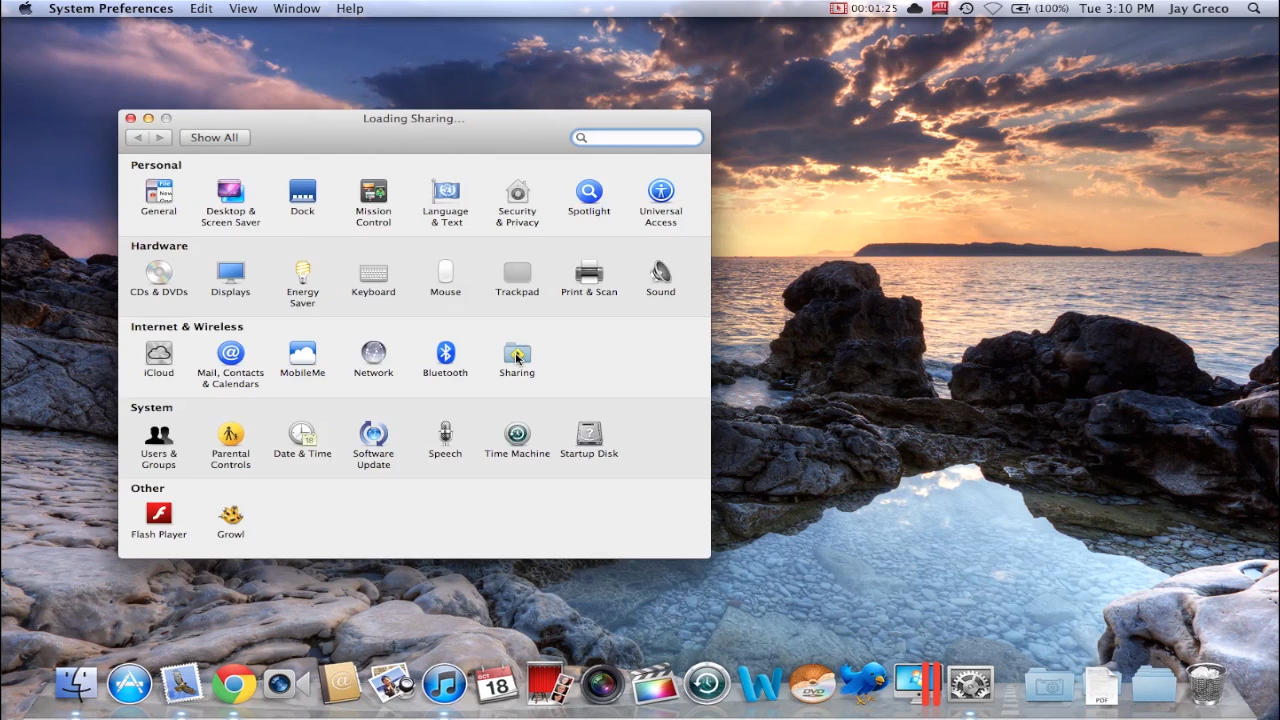 System Preferences Edit View Window Help 00:01:25 ATI (100%) Tue 3:10 PM Jay Greco
Loading Sharing...
Show All
Personal
General
Desktop &
Screen Saver
Dock
Mission
Control
Language
& Text
Security
& Privacy
Spotlight
Universal
Access
Hardware
CDs & DVDs
Displays
Energy
Saver
Keyboard
Mouse
Trackpad
Print & Scan
Sound
Internet & Wireless
iCloud
Mail, Contacts
& Calendars
MobileMe
Network
Bluetooth
Sharing
System
Users &
Groups
Parental
Controls
Date & Time
Software
Update
Speech
Time Machine
Startup Disk
Other
Flash Player
Growl
OCT
18
W
DVD
PDF